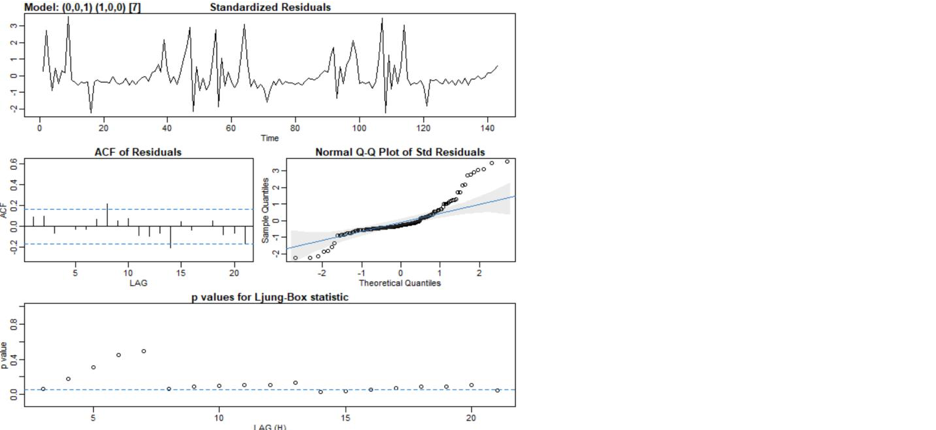 Model: (0,0,1) (1,0,0) [7] Standardized Residuals
3
2
1
0
-1
-2
0 20 40 60 80 100 120 140
Time
ACF of Residuals
ACF
0.6
0.4
0.2
0.0
-0.2
5 10 15 20
LAG
Normal Q-Q Plot of Std Residuals
Sample Quantiles
3
2
1
0
-1
-2
-2 -1 0 1 2
Theoretical Quantiles
p values for Ljung-Box statistic
p value
0.8
0.4
0.0
5 10 15 20
LAG (H)